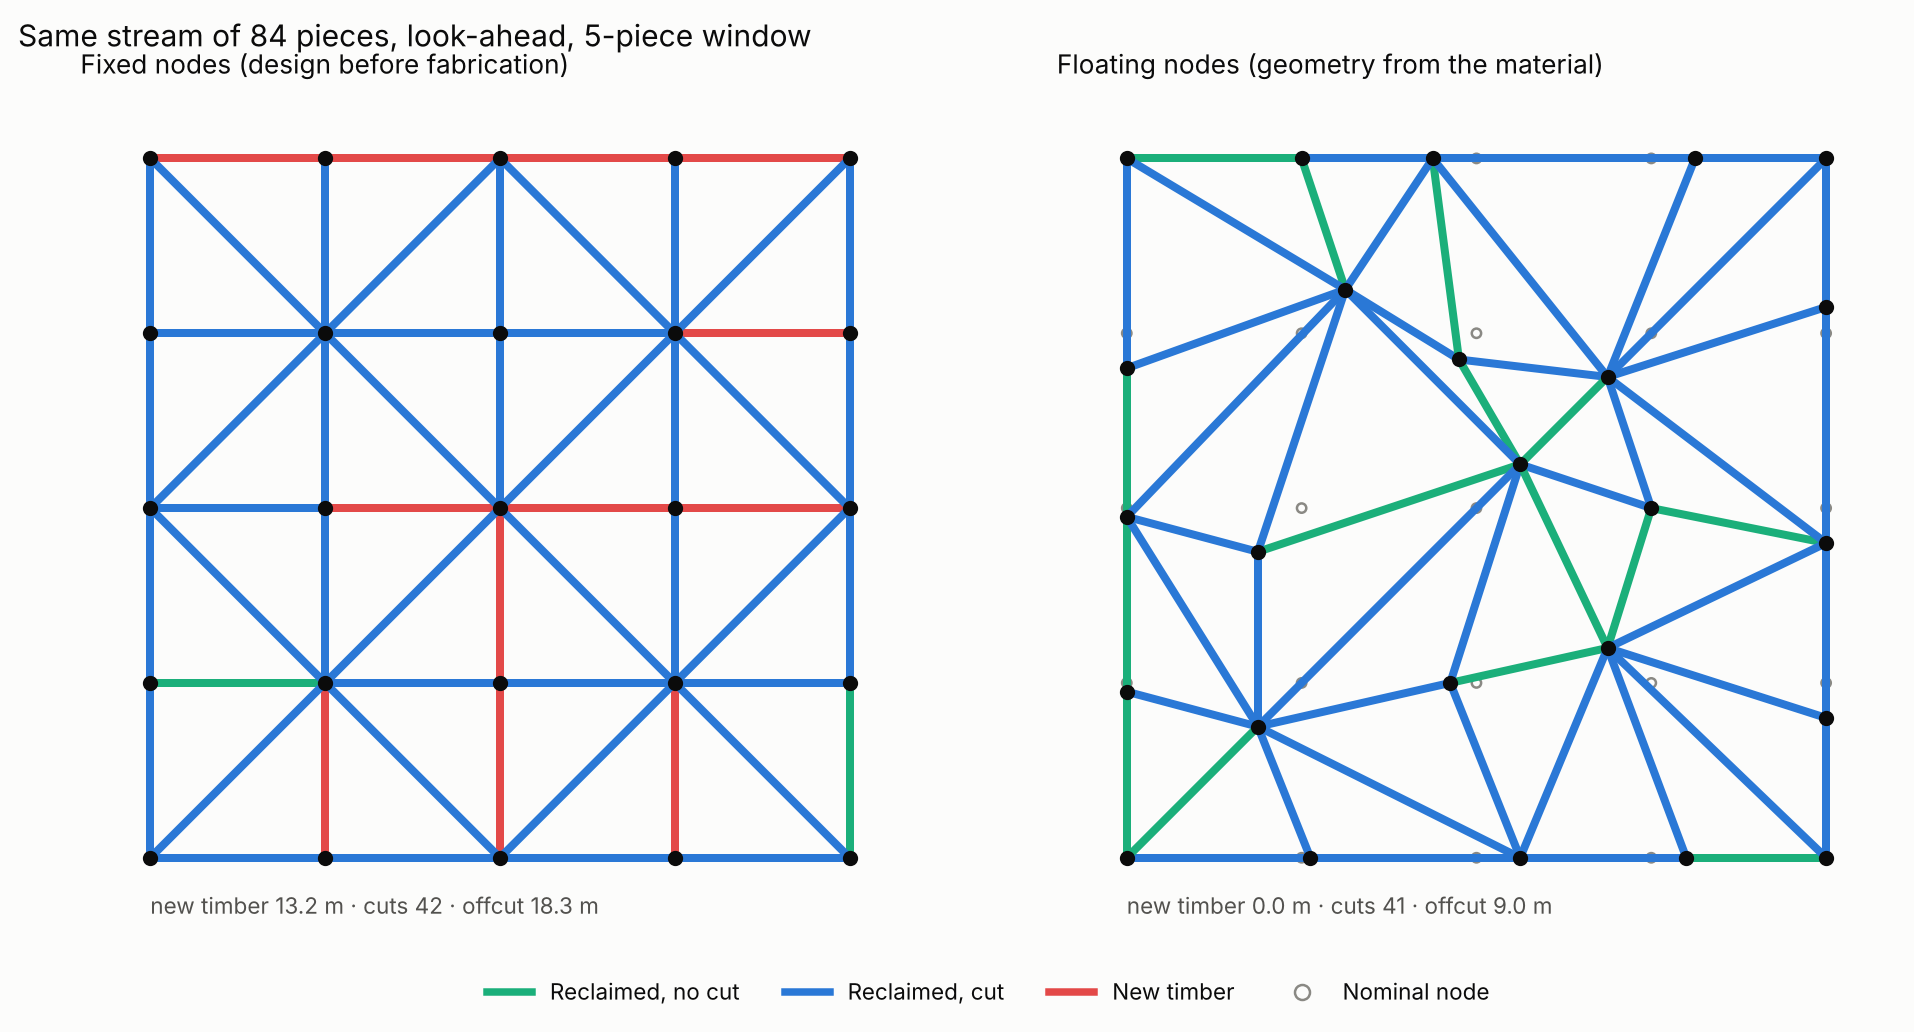 Same stream of 84 pieces, look-ahead, 5-piece window
Fixed nodes (design before fabrication)
Floating nodes (geometry from the material)
new timber 13.2 m · cuts 42 · offcut 18.3 m
new timber 0.0 m · cuts 41 · offcut 9.0 m
Reclaimed, no cut
Reclaimed, cut
New timber
Nominal node